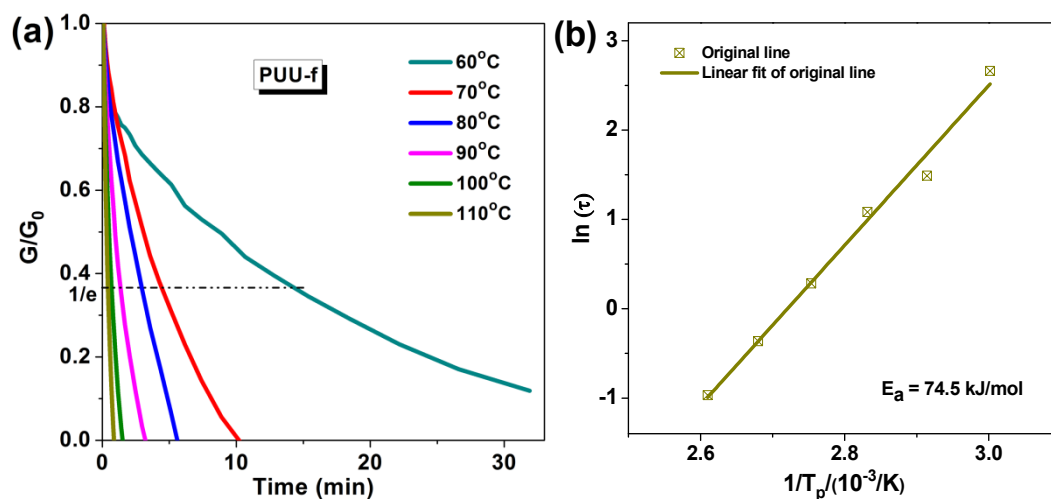 (a)
PUU-f
60°C
70°C
80°C
90°C
100°C
110°C
1.0
0.8
0.6
0.4
1/e
0.2
0.0
G/G₀
0
10
20
30
Time (min)
(b)
Original line
Linear fit of original line
3
2
1
0
-1
ln (τ)
Eₐ = 74.5 kJ/mol
2.6
2.8
3.0
1/Tₚ/(10⁻³/K)